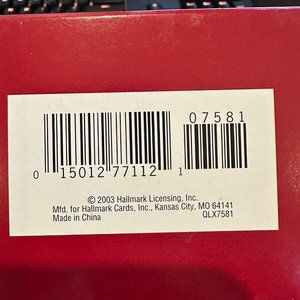 07581
0 15012 77112 1
© 2003 Hallmark Licensing, Inc.
Mfd. for Hallmark Cards, Inc., Kansas City, MO 64141
Made in China QLX7581